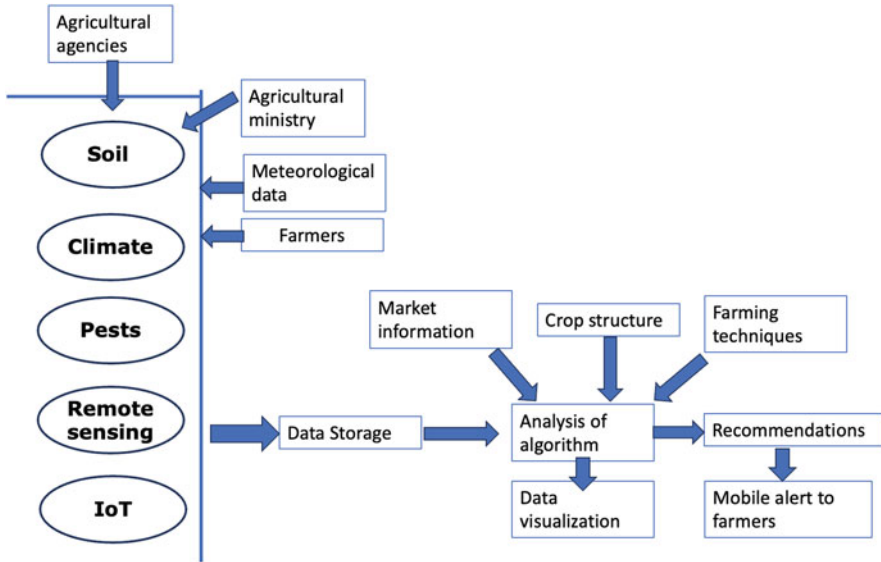 Agricultural
agencies
Agricultural
ministry
Soil
Meteorological
data
Farmers
Climate
Pests
Market
information
Crop structure
Farming
techniques
Remote
sensing
Data Storage
Analysis of
algorithm
Recommendations
IoT
Data
visualization
Mobile alert to
farmers